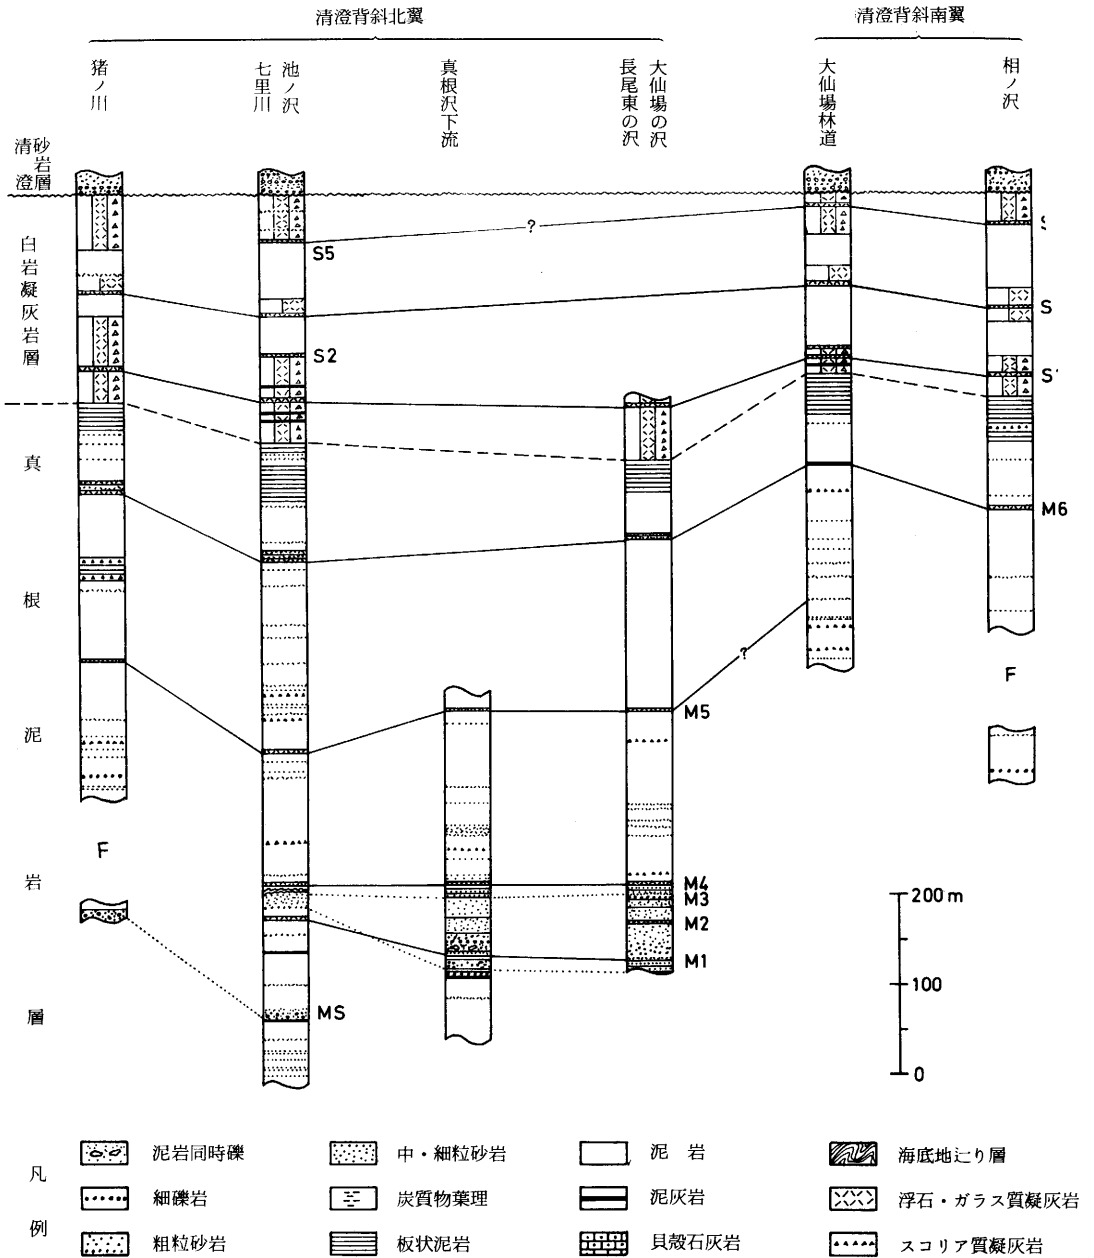 清澄背斜北翼
清澄背斜南翼
猪ノ川
七里川
池ノ沢
真根沢下流
長尾東の沢
大仙場の沢
大仙場林道
相ノ沢
清澄
砂岩層
白岩凝灰岩層
真根泥岩層
?
S5
S2
S
S1
M6
?
M5
F
F
M4
M3
M2
M1
MS
200m
100
0
凡例
泥岩同時礫
中・細粒砂岩
泥岩
海底地辷り層
細礫岩
炭質物葉理
泥灰岩
浮石・ガラス質凝灰岩
粗粒砂岩
板状泥岩
貝殻石灰岩
スコリア質凝灰岩